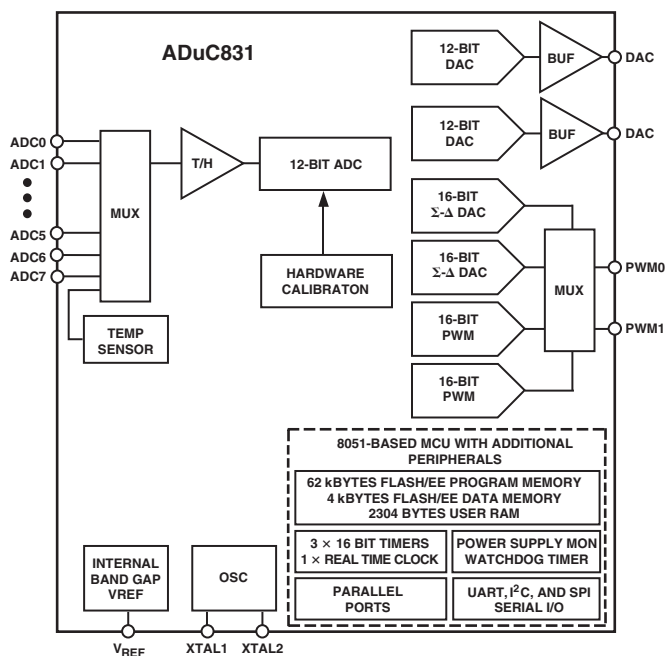 ADuC831
12-BIT
DAC
BUF
DAC
12-BIT
DAC
BUF
DAC
ADC0
ADC1
ADC5
ADC6
ADC7
MUX
T/H
12-BIT ADC
HARDWARE
CALIBRATON
TEMP
SENSOR
16-BIT
Σ-Δ DAC
16-BIT
Σ-Δ DAC
16-BIT
PWM
16-BIT
PWM
MUX
PWM0
PWM1
8051-BASED MCU WITH ADDITIONAL
PERIPHERALS
62 kBYTES FLASH/EE PROGRAM MEMORY
4 kBYTES FLASH/EE DATA MEMORY
2304 BYTES USER RAM
3 × 16 BIT TIMERS
1 × REAL TIME CLOCK
POWER SUPPLY MON
WATCHDOG TIMER
PARALLEL
PORTS
UART, I²C, AND SPI
SERIAL I/O
INTERNAL
BAND GAP
VREF
OSC
VREF
XTAL1
XTAL2